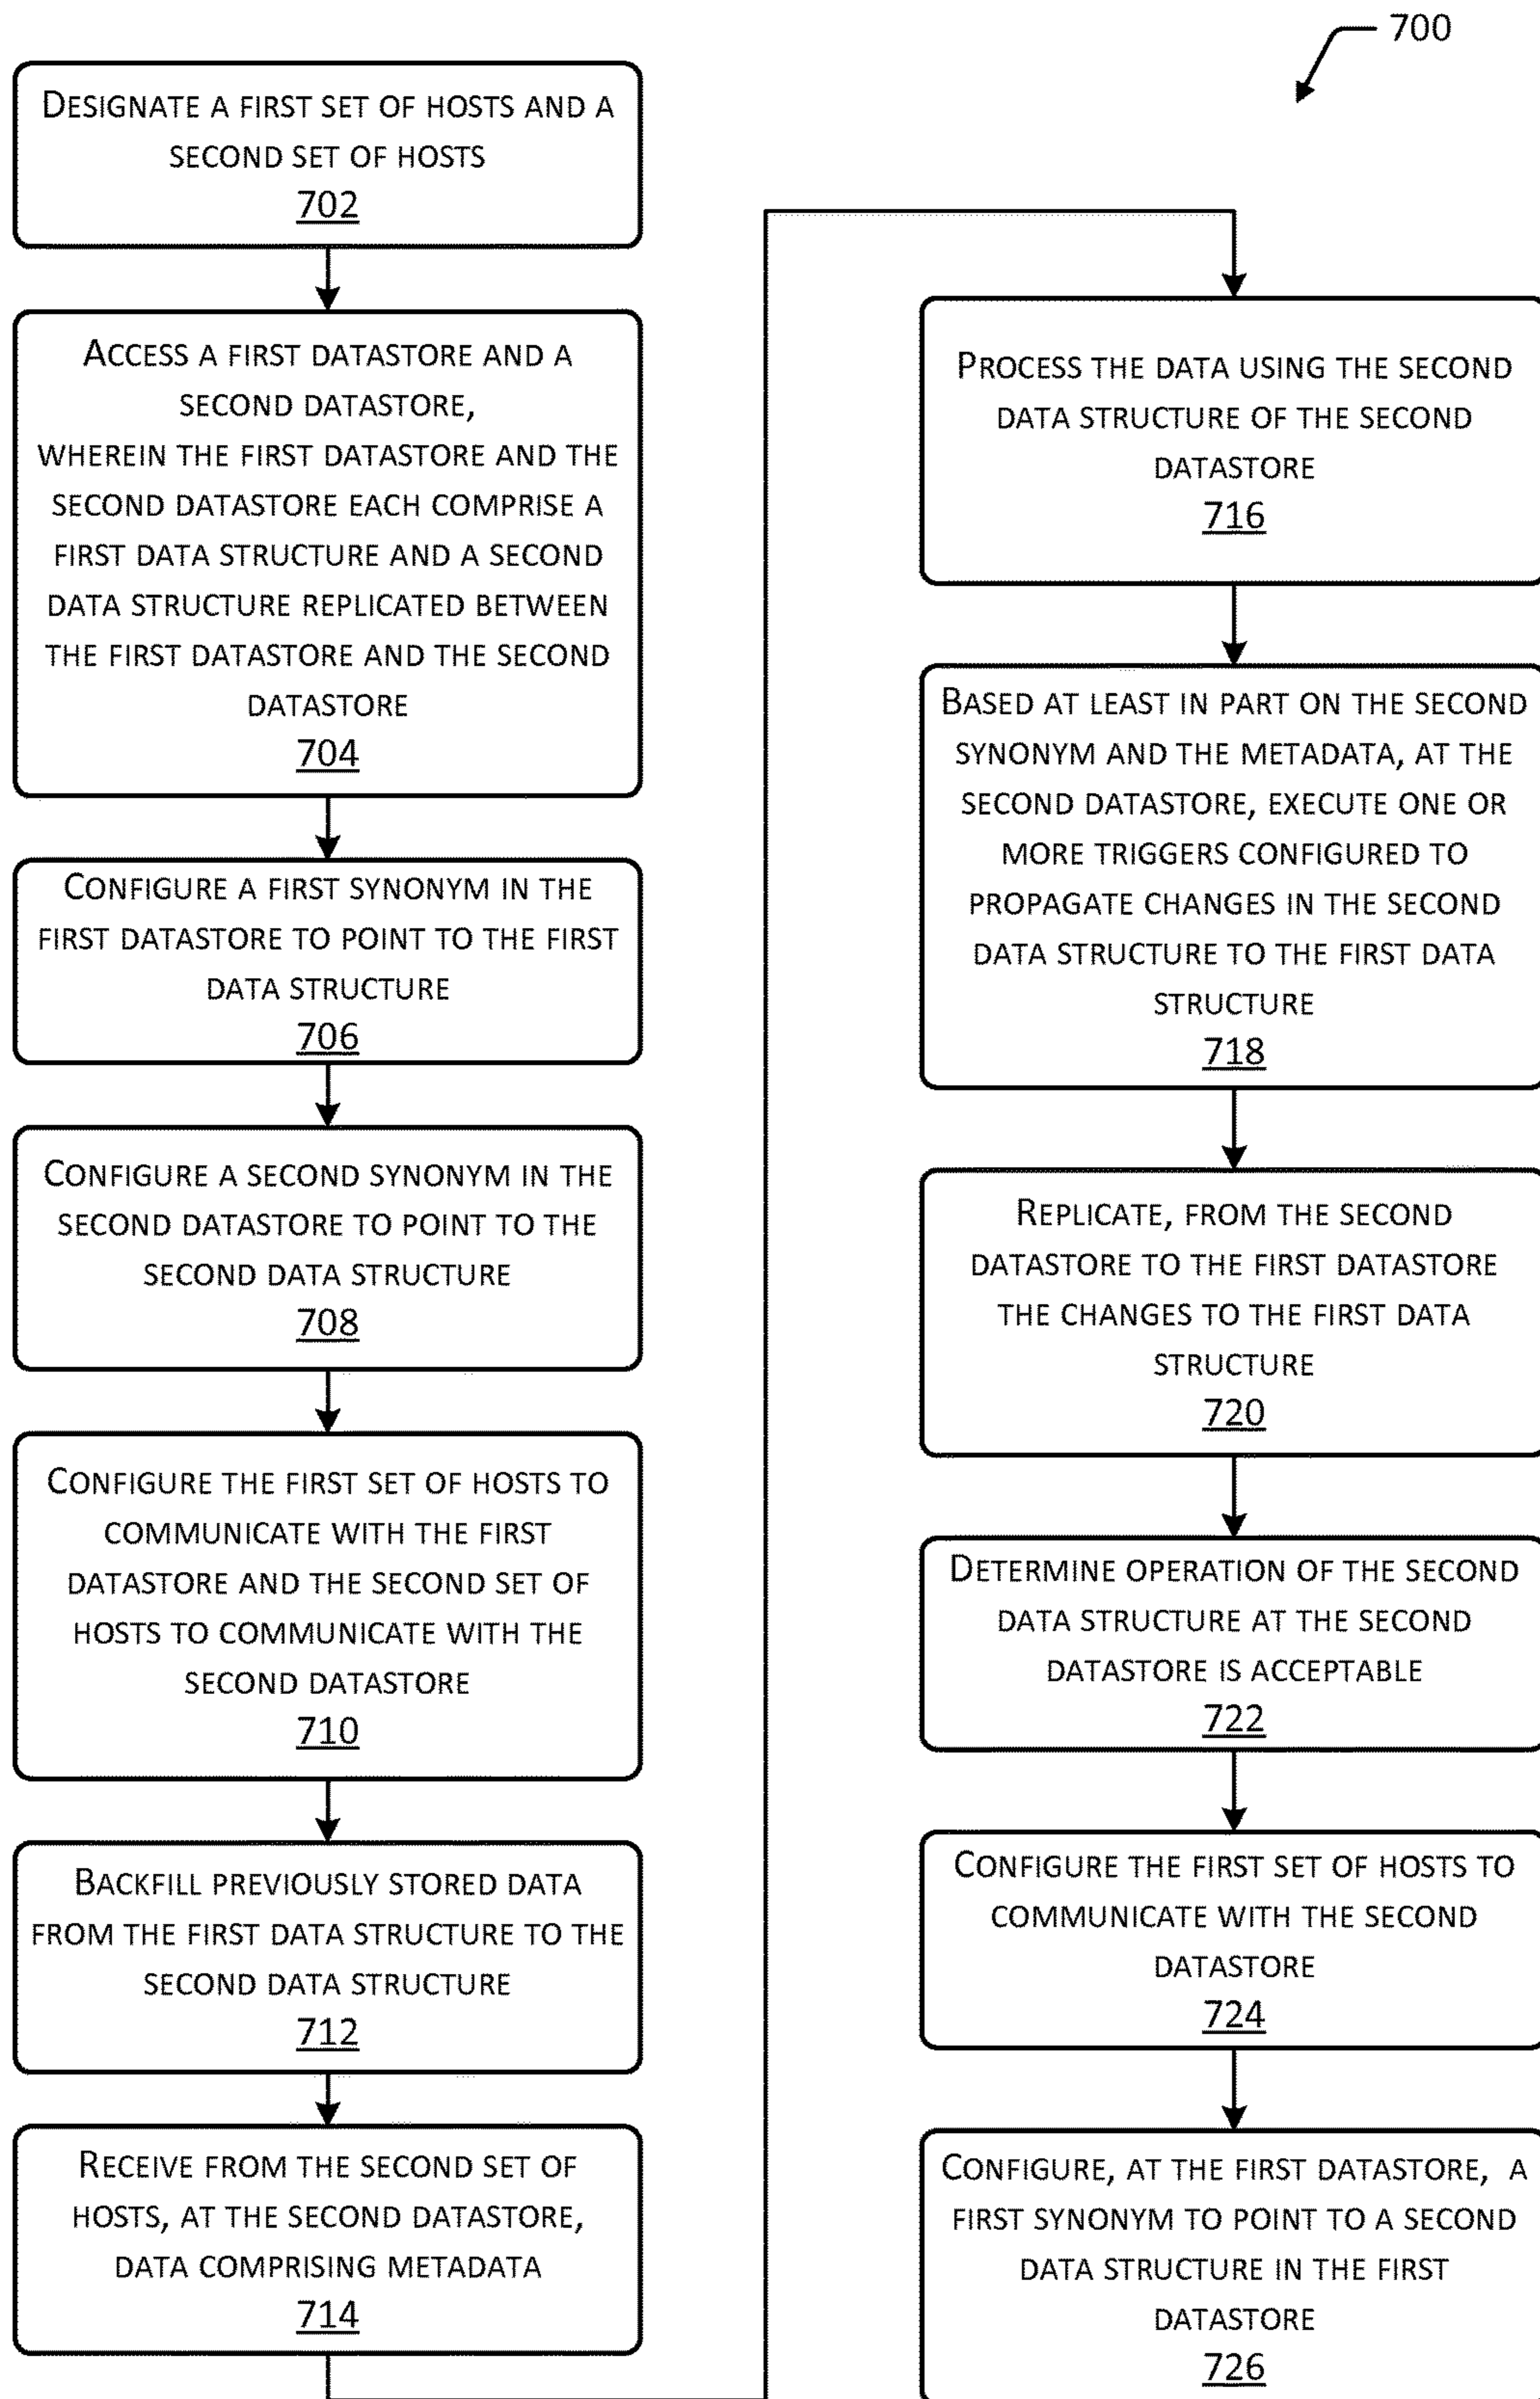 700
DESIGNATE A FIRST SET OF HOSTS AND A
SECOND SET OF HOSTS
702
ACCESS A FIRST DATASTORE AND A
SECOND DATASTORE,
WHEREIN THE FIRST DATASTORE AND THE
SECOND DATASTORE EACH COMPRISE A
FIRST DATA STRUCTURE AND A SECOND
DATA STRUCTURE REPLICATED BETWEEN
THE FIRST DATASTORE AND THE SECOND
DATASTORE
704
CONFIGURE A FIRST SYNONYM IN THE
FIRST DATASTORE TO POINT TO THE FIRST
DATA STRUCTURE
706
CONFIGURE A SECOND SYNONYM IN THE
SECOND DATASTORE TO POINT TO THE
SECOND DATA STRUCTURE
708
CONFIGURE THE FIRST SET OF HOSTS TO
COMMUNICATE WITH THE FIRST
DATASTORE AND THE SECOND SET OF
HOSTS TO COMMUNICATE WITH THE
SECOND DATASTORE
710
BACKFILL PREVIOUSLY STORED DATA
FROM THE FIRST DATA STRUCTURE TO THE
SECOND DATA STRUCTURE
712
RECEIVE FROM THE SECOND SET OF
HOSTS, AT THE SECOND DATASTORE,
DATA COMPRISING METADATA
714
PROCESS THE DATA USING THE SECOND
DATA STRUCTURE OF THE SECOND
DATASTORE
716
BASED AT LEAST IN PART ON THE SECOND
SYNONYM AND THE METADATA, AT THE
SECOND DATASTORE, EXECUTE ONE OR
MORE TRIGGERS CONFIGURED TO
PROPAGATE CHANGES IN THE SECOND
DATA STRUCTURE TO THE FIRST DATA
STRUCTURE
718
REPLICATE, FROM THE SECOND
DATASTORE TO THE FIRST DATASTORE
THE CHANGES TO THE FIRST DATA
STRUCTURE
720
DETERMINE OPERATION OF THE SECOND
DATA STRUCTURE AT THE SECOND
DATASTORE IS ACCEPTABLE
722
CONFIGURE THE FIRST SET OF HOSTS TO
COMMUNICATE WITH THE SECOND
DATASTORE
724
CONFIGURE, AT THE FIRST DATASTORE, A
FIRST SYNONYM TO POINT TO A SECOND
DATA STRUCTURE IN THE FIRST
DATASTORE
726